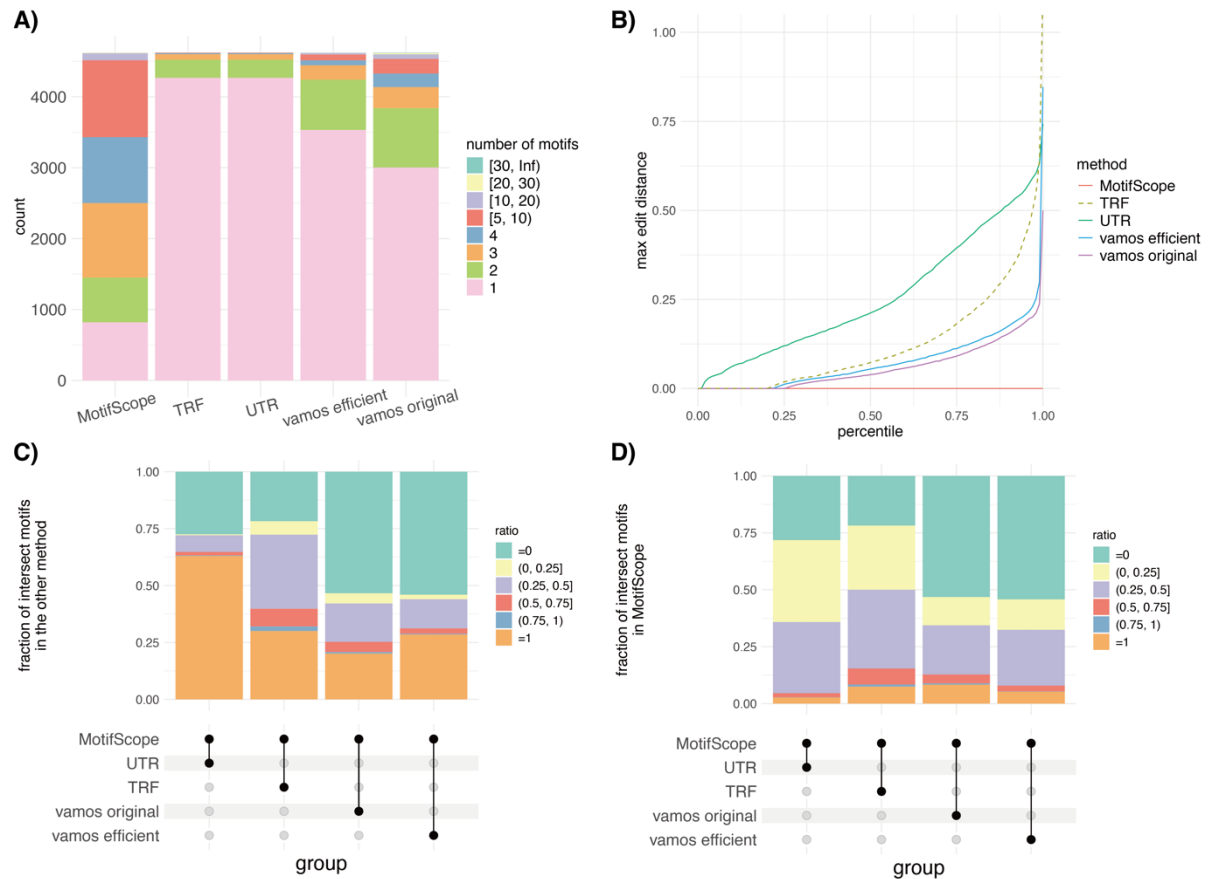 A)
count
4000
3000
2000
1000
0
MotifScope
TRF
UTR
vamos efficient
vamos original
number of motifs
[30, Inf)
[20, 30)
[10, 20)
[5, 10)
4
3
2
1
B)
max edit distance
1.00
0.75
0.50
0.25
0.00
0.00
0.25
0.50
0.75
1.00
percentile
method
MotifScope
TRF
UTR
vamos efficient
vamos original
C)
fraction of intersect motifs
in the other method
1.00
0.75
0.50
0.25
0.00
ratio
=0
(0, 0.25]
(0.25, 0.5]
(0.5, 0.75]
(0.75, 1)
=1
MotifScope
UTR
TRF
vamos original
vamos efficient
group
D)
fraction of intersect motifs
in MotifScope
1.00
0.75
0.50
0.25
0.00
ratio
=0
(0, 0.25]
(0.25, 0.5]
(0.5, 0.75]
(0.75, 1)
=1
MotifScope
UTR
TRF
vamos original
vamos efficient
group